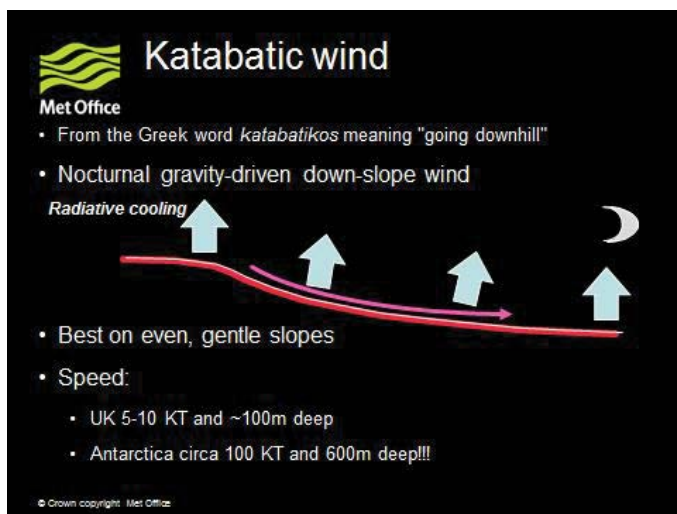 Katabatic wind
Met Office
• From the Greek word katabatikos meaning "going downhill"
• Nocturnal gravity-driven down-slope wind
Radiative cooling
• Best on even, gentle slopes
• Speed:
• UK 5-10 KT and ~100m deep
• Antarctica circa 100 KT and 600m deep!!!
© Crown copyright Met Office